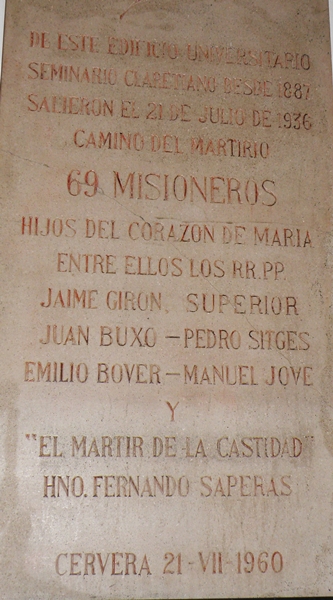 DE ESTE EDIFICIO UNIVERSITARIO
SEMINARIO CLARETIANO DESDE 1887
SALIERON EL 21 DE JULIO DE 1936
CAMINO DEL MARTIRIO
69 MISIONEROS
HIJOS DEL CORAZON DE MARIA
ENTRE ELLOS LOS RR.PP.
JAIME GIRON, SUPERIOR
JUAN BUXO – PEDRO SITGES
EMILIO BOVER – MANUEL JOVE
Y
"EL MARTIR DE LA CASTIDAD"
HNO. FERNANDO SAPERAS
CERVERA 21-VII-1960